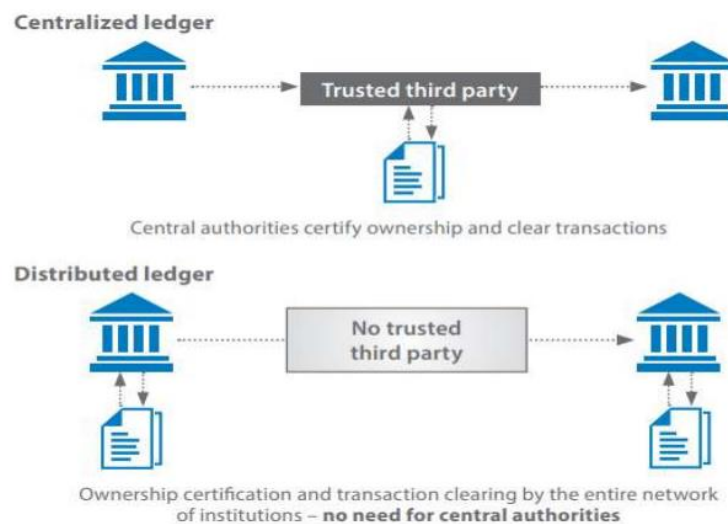 Centralized ledger
Trusted third party
Central authorities certify ownership and clear transactions
Distributed ledger
No trusted
third party
Ownership certification and transaction clearing by the entire network
of institutions – no need for central authorities